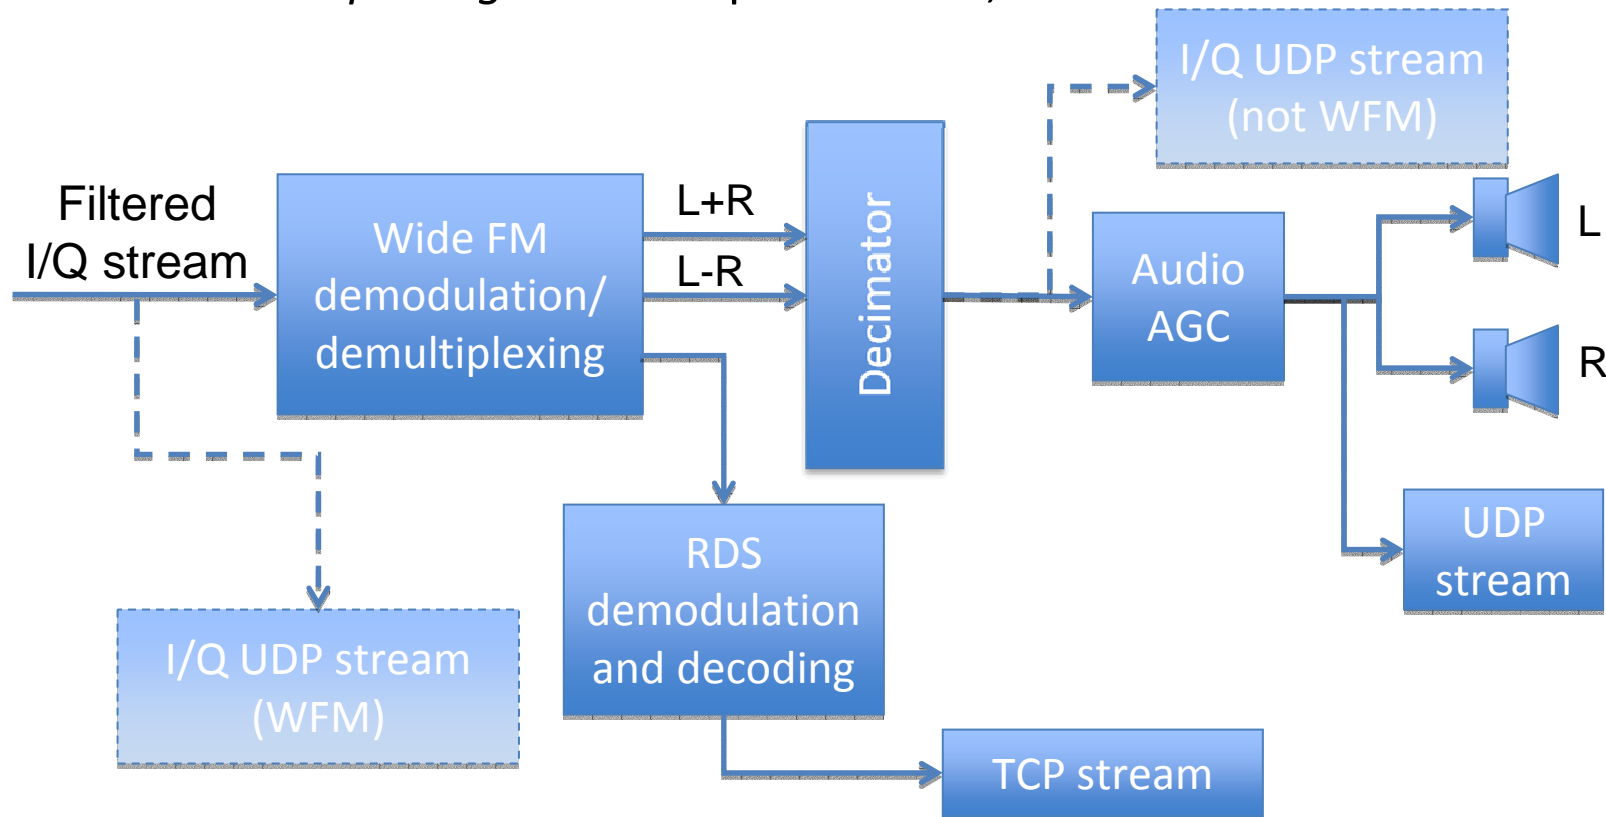 I/Q UDP stream
(not WFM)
Filtered
I/Q stream
Wide FM
demodulation/
demultiplexing
L+R
L-R
Decimator
Audio
AGC
L
R
UDP
stream
RDS
demodulation
and decoding
I/Q UDP stream
(WFM)
TCP stream